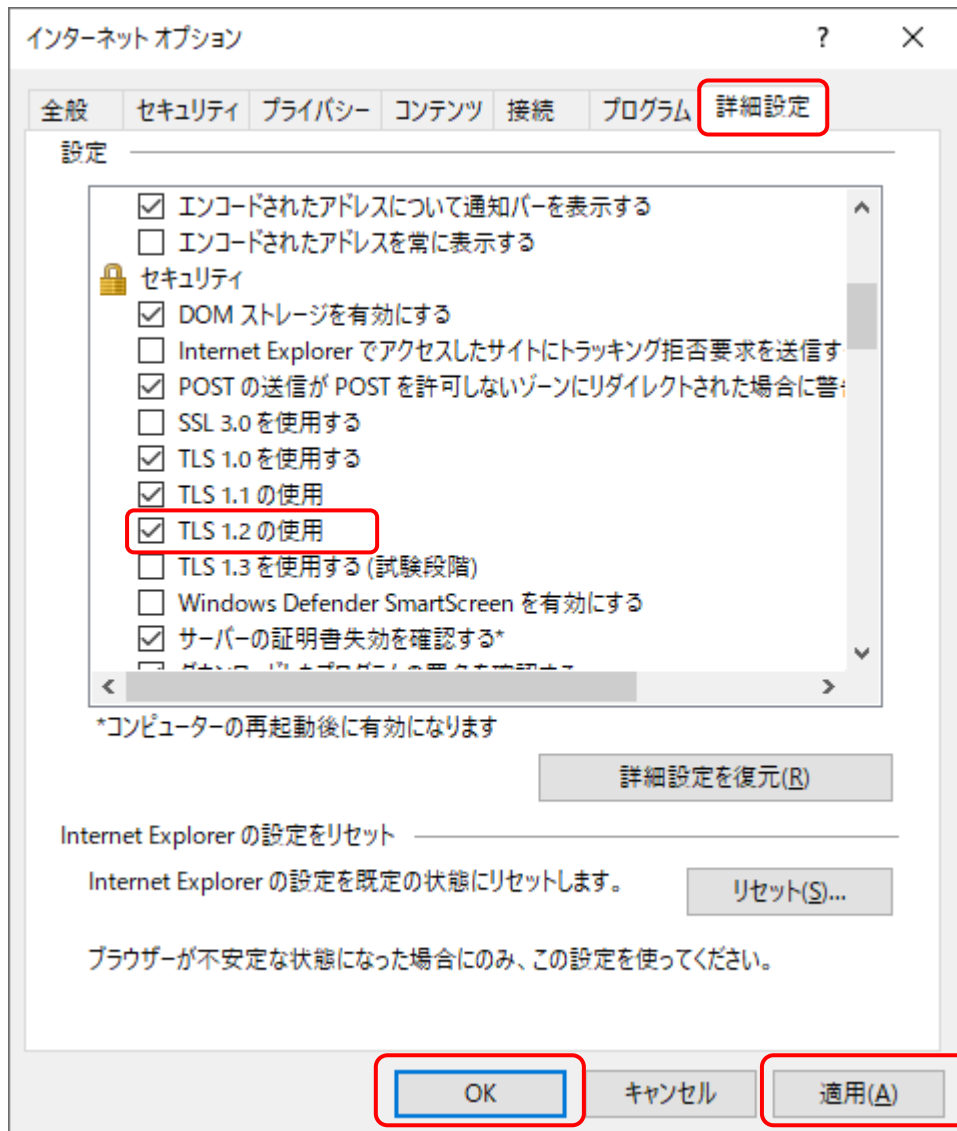 インターネット オプション ?
全般 セキュリティ プライバシー コンテンツ 接続 プログラム 詳細設定
設定
エンコードされたアドレスについて通知バーを表示する
エンコードされたアドレスを常に表示する
セキュリティ
DOM ストレージを有効にする
Internet Explorer でアクセスしたサイトにトラッキング拒否要求を送信す
POST の送信が POST を許可しないゾーンにリダイレクトされた場合に警
SSL 3.0 を使用する
TLS 1.0 を使用する
TLS 1.1 の使用
TLS 1.2 の使用
TLS 1.3 を使用する (試験段階)
Windows Defender SmartScreen を有効にする
サーバーの証明書失効を確認する*
*コンピューターの再起動後に有効になります
詳細設定を復元(R)
Internet Explorer の設定をリセット
Internet Explorer の設定を既定の状態にリセットします。
リセット(S)...
ブラウザーが不安定な状態になった場合にのみ、この設定を使ってください。
OK キャンセル 適用(A)